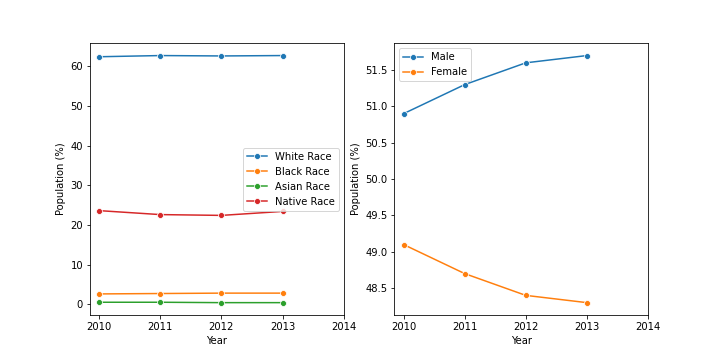 60
50
40
30
20
10
0
Population (%)
White Race
Black Race
Asian Race
Native Race
2010 2011 2012 2013 2014
Year
Male
Female
51.5
51.0
50.5
50.0
49.5
49.0
48.5
Population (%)
2010 2011 2012 2013 2014
Year